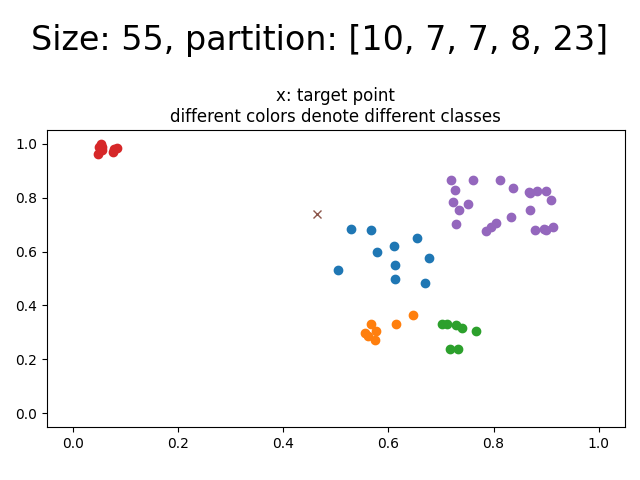 Size: 55, partition: [10, 7, 7, 8, 23]
x: target point
different colors denote different classes
1.0
0.8
0.6
0.4
0.2
0.0
0.0 0.2 0.4 0.6 0.8 1.0